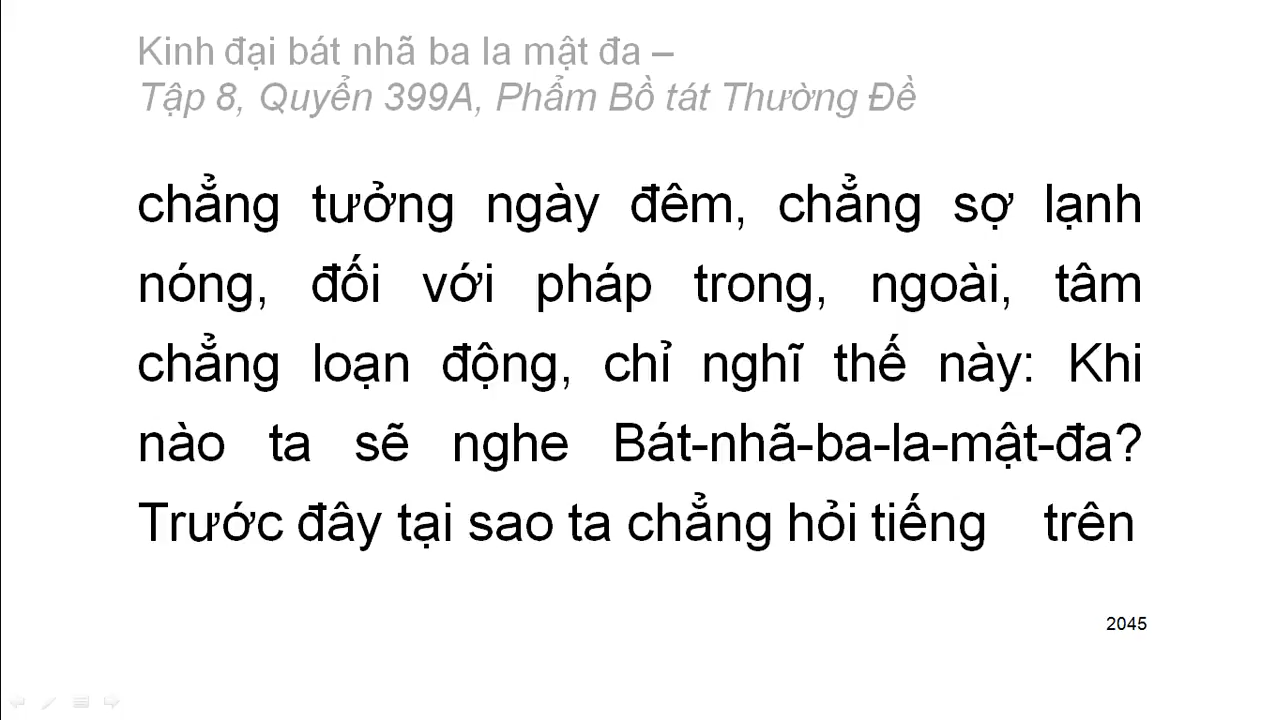 Kinh đại bát nhã ba la mật đa –
Tập 8, Quyển 399A, Phẩm Bồ tát Thường Đề
chẳng tưởng ngày đêm, chẳng sợ lạnh
nóng, đối với pháp trong, ngoài, tâm
chẳng loạn động, chỉ nghĩ thế này: Khi
nào ta sẽ nghe Bát-nhã-ba-la-mật-đa?
Trước đây tại sao ta chẳng hỏi tiếng trên
2045